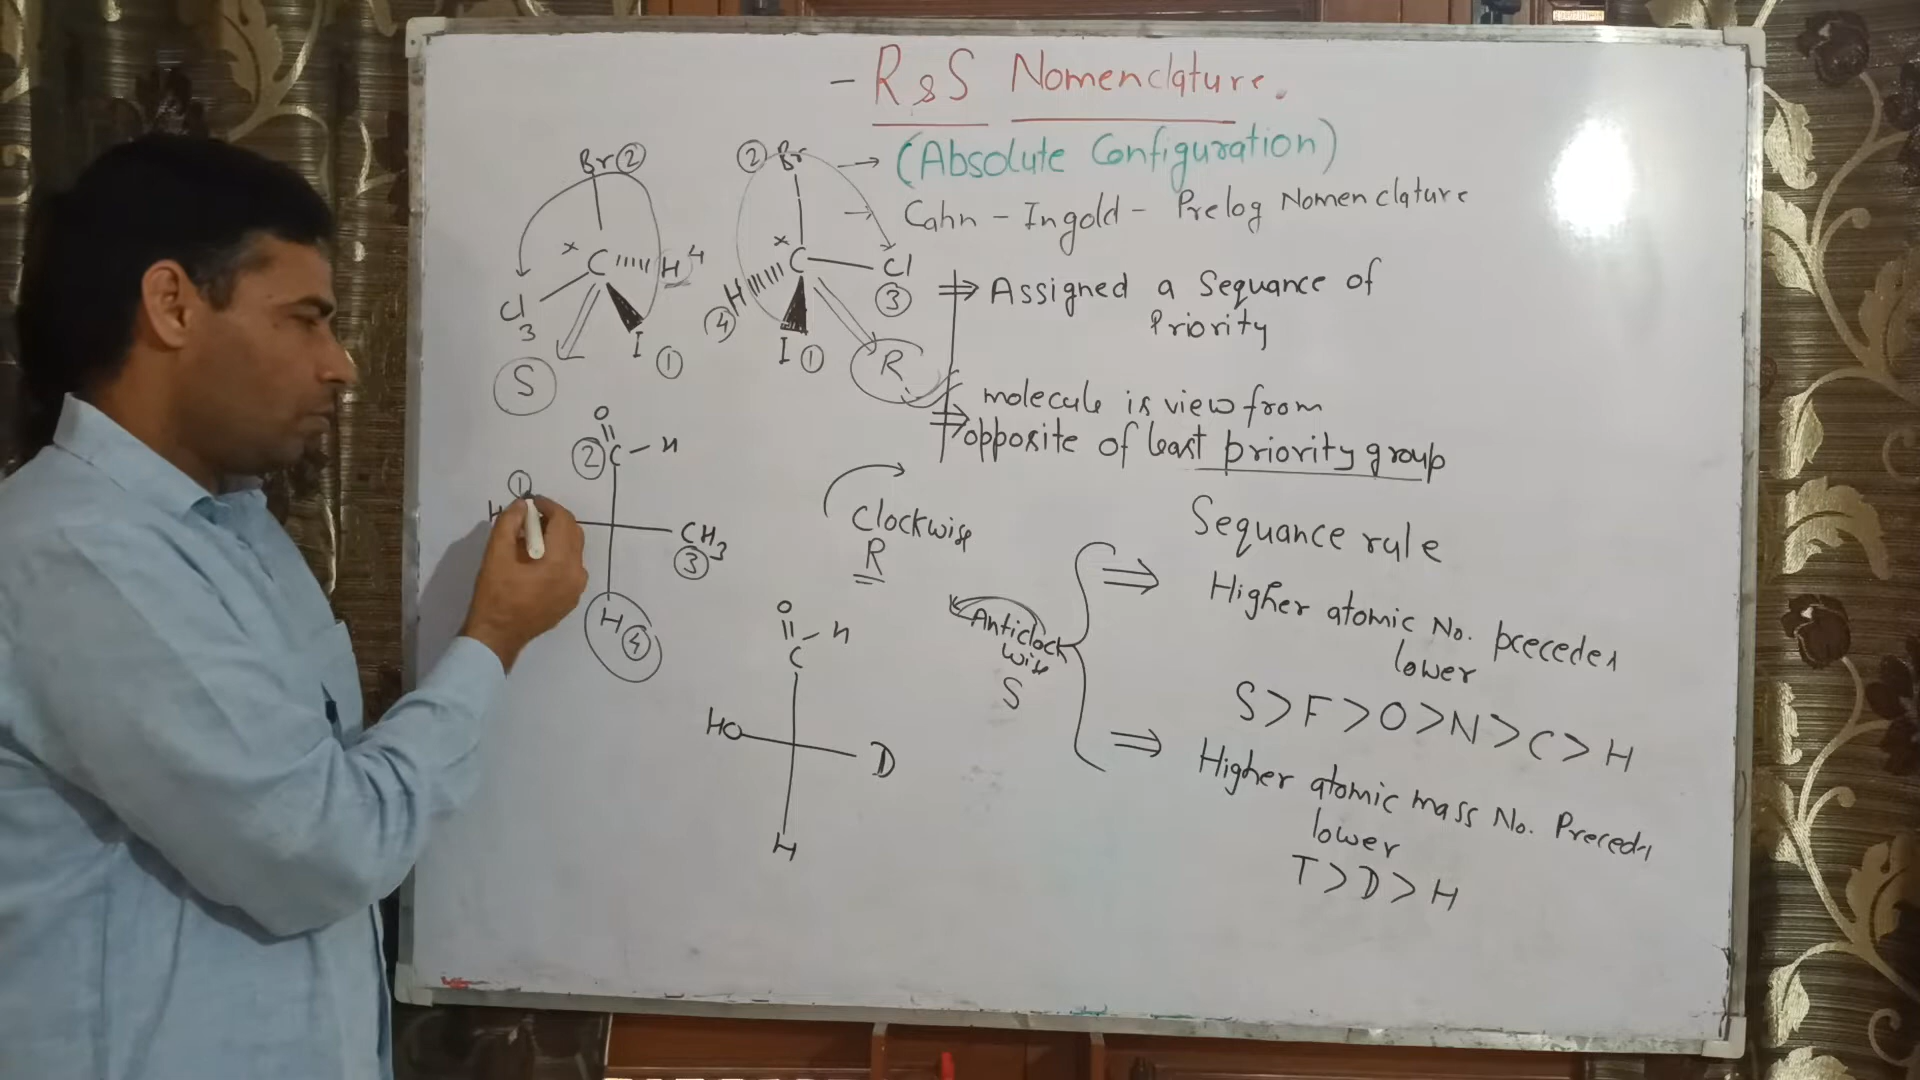 - R & S Nomenclature.
→ (Absolute Configuration)
→ Cahn - Ingold - Prelog Nomenclature
⇒ Assigned a Sequance of
Priority
⇒ molecule is view from
opposite of least priority group
Br ②
x C H 4
Cl 3
I ①
S
② Br
x C Cl
③
H
④
I ①
R
O
② C - H
①
H
CH3
③
H ④
Clockwise
R
Anticlock
wise
S
O
C - H
HO D
H
Sequance rule
⇒ Higher atomic No. precedes
lower
S > F > O > N > C > H
⇒ Higher atomic mass No. Precedes
lower
T > D > H